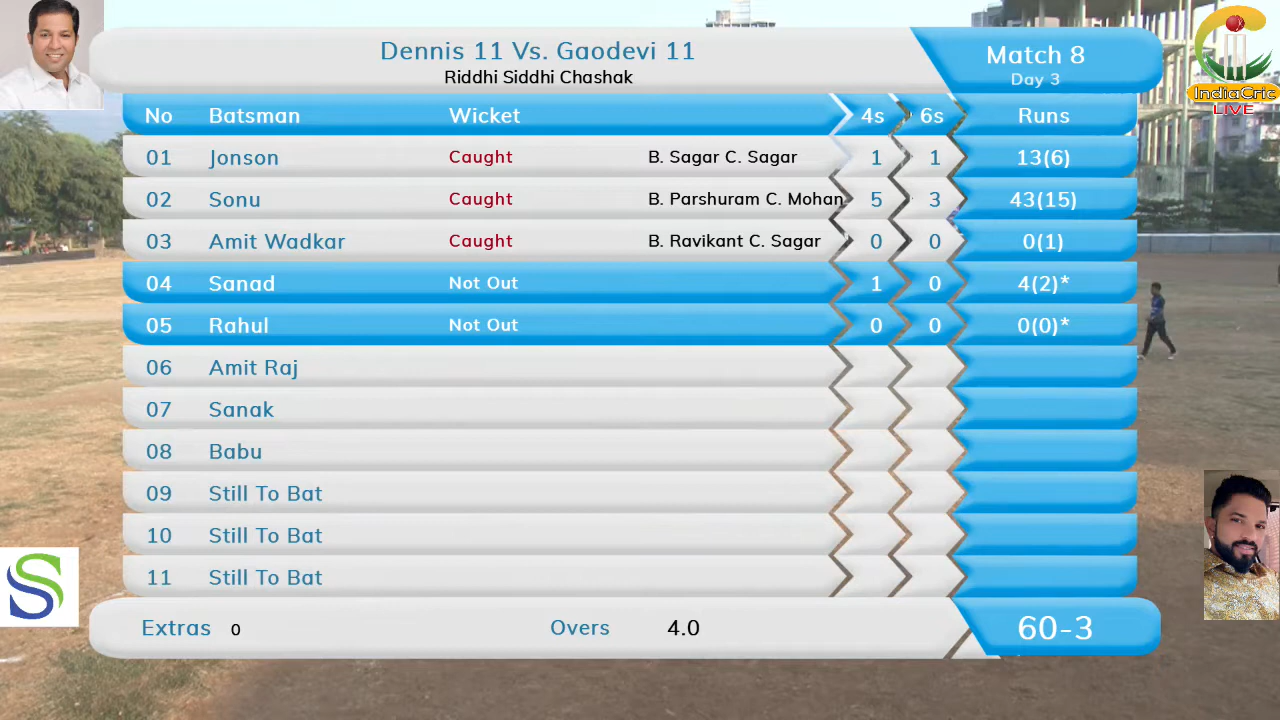 Dennis 11 Vs. Gaodevi 11
Riddhi Siddhi Chashak
Match 8
Day 3
IndiaCric
LIVE
No Batsman Wicket 4s 6s Runs
01 Jonson Caught B. Sagar C. Sagar 1 1 13(6)
02 Sonu Caught B. Parshuram C. Mohan 5 3 43(15)
03 Amit Wadkar Caught B. Ravikant C. Sagar 0 0 0(1)
04 Sanad Not Out 1 0 4(2)*
05 Rahul Not Out 0 0 0(0)*
06 Amit Raj
07 Sanak
08 Babu
09 Still To Bat
10 Still To Bat
11 Still To Bat
Extras 0 Overs 4.0 60-3